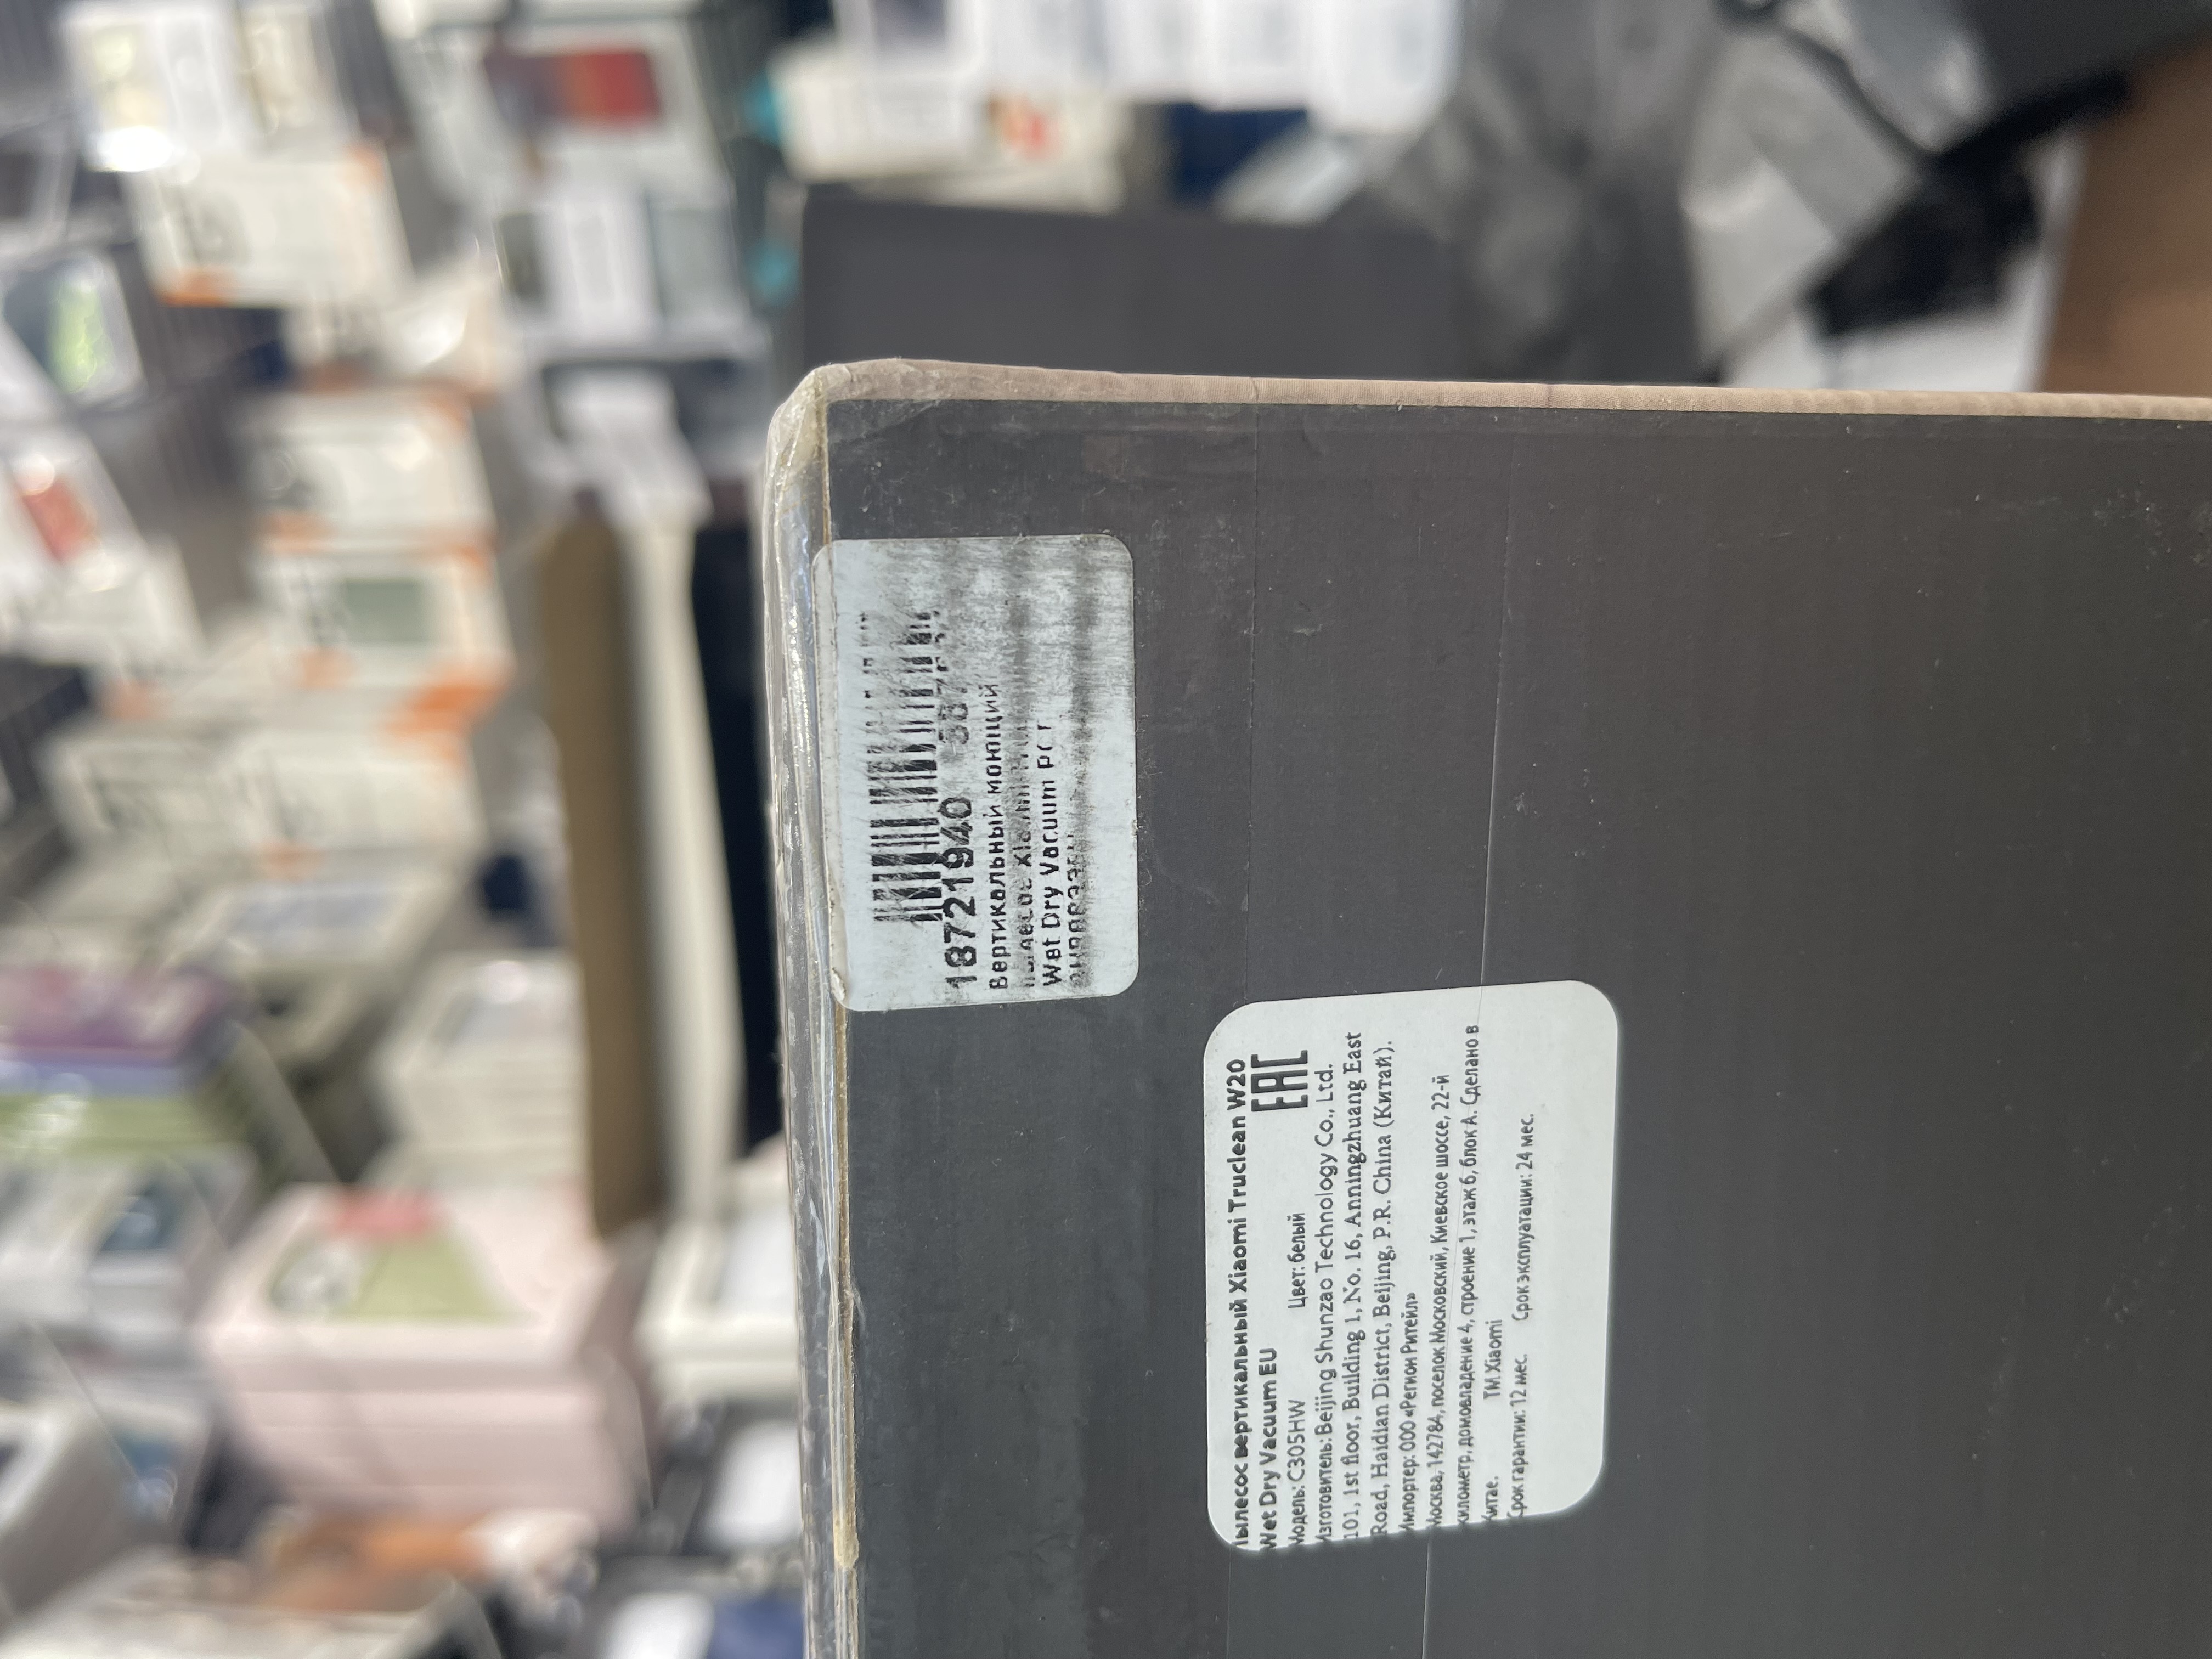 187721940
Вертикальный моющий
Wet Dry Vacuum
вертикальный Xiaomi Truclean W20
Wet Dry Vacuum EU
EAC
Модель: C305HW Цвет: белый
Изготовитель: Beijing Shunzao Technology Co., Ltd.
101, 1st floor, Building 1, No. 16, Anningzhuang East
Road, Haidian District, Beijing, P.R. China (Китай).
Импортер: ООО «Регион Ритейл»
Москва, 142784, поселок Московский, Киевское шоссе, 22-й
километр, домовладение 4, строение 1, этаж 6, блок А. Сделано в
Китае. ТМ. Xiaomi
Срок гарантии: 12 мес. Срок эксплуатации: 24 мес.